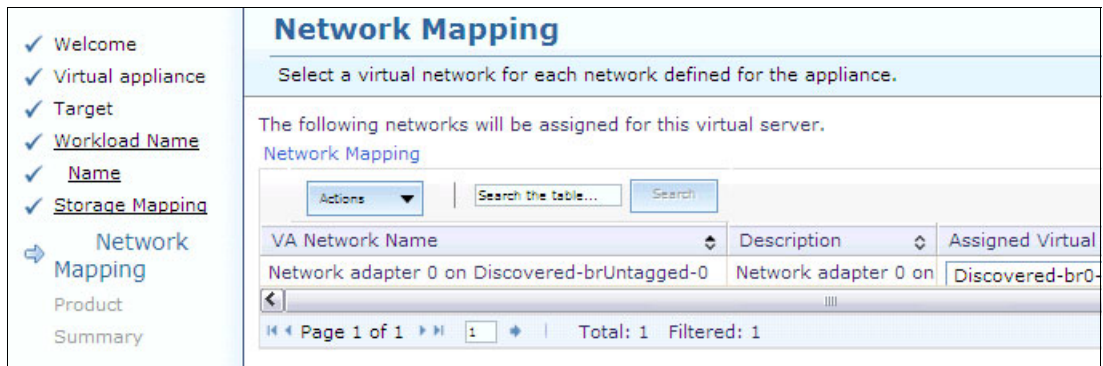 Welcome
Virtual appliance
Target
Workload Name
Name
Storage Mapping
Network
Mapping
Product
Summary
Network Mapping
Select a virtual network for each network defined for the appliance.
The following networks will be assigned for this virtual server.
Network Mapping
Actions Search the table... Search
VA Network Name Description Assigned Virtual
Network adapter 0 on Discovered-brUntagged-0 Network adapter 0 on Discovered-br0-
Page 1 of 1 1 Total: 1 Filtered: 1